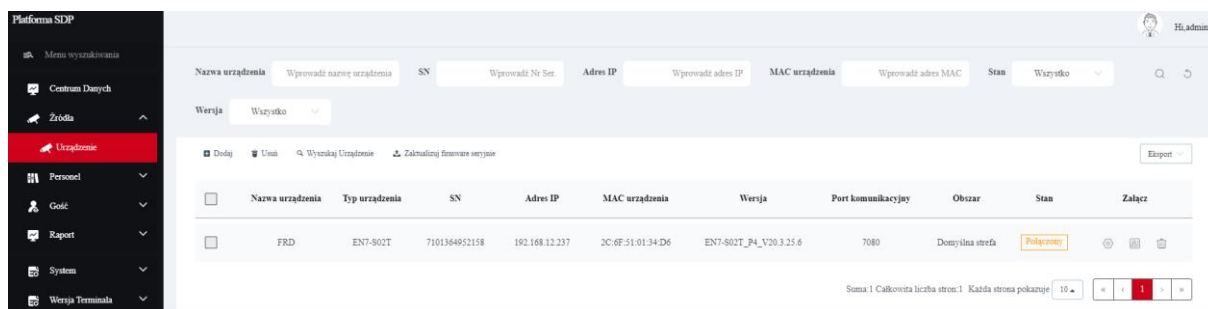 Platforma SDP
Hi,admin
Menu wyszukiwania
Centrum Danych
Źródła
Urządzenie
Personel
Gość
Raport
System
Wersja Terminala
Nazwa urządzenia Wprowadź nazwę urządzenia SN Wprowadź Nr Ser. Adres IP Wprowadź adres IP MAC urządzenia Wprowadź adres MAC Stan Wszystko
Wersja Wszystko
Dodaj Usuń Wyszukaj Urządzenie Zaktualizuj firmware seryjnie Eksport
Nazwa urządzenia Typ urządzenia SN Adres IP MAC urządzenia Wersja Port komunikacyjny Obszar Stan Załącz
FRD EN7-S02T 7101364952158 192.168.12.237 2C:6F:51:01:34:D6 EN7-S02T_P4_V20.3.25.6 7080 Domyślna strefa Połączony
Suma:1 Całkowita liczba stron:1 Każda strona pokazuje 10 « ‹ 1 › »